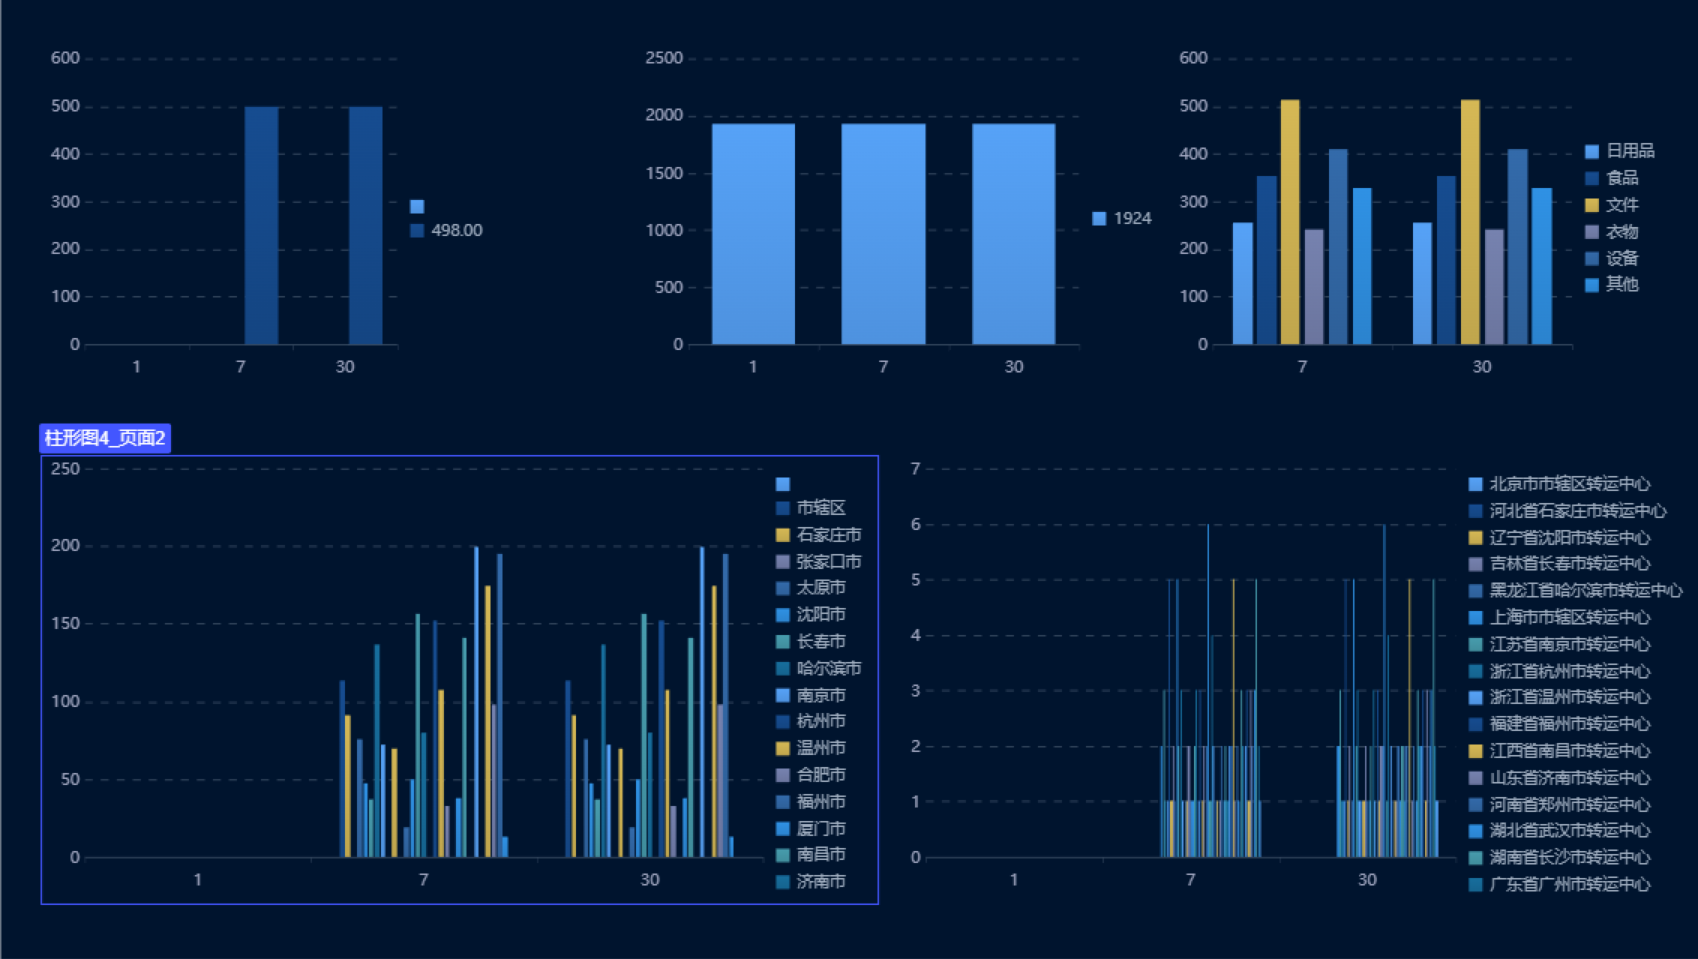 600
500
400
300
200
100
0
1
7
30
498.00
2500
2000
1500
1000
500
0
1
7
30
1924
600
500
400
300
200
100
0
7
30
日用品
食品
文件
衣物
设备
其他
柱形图4_页面2
250
200
150
100
50
0
1
7
30
市辖区
石家庄市
张家口市
太原市
沈阳市
长春市
哈尔滨市
南京市
杭州市
温州市
合肥市
福州市
厦门市
南昌市
济南市
7
6
5
4
3
2
1
0
1
7
30
北京市市辖区转运中心
河北省石家庄市转运中心
辽宁省沈阳市转运中心
吉林省长春市转运中心
黑龙江省哈尔滨市转运中心
上海市市辖区转运中心
江苏省南京市转运中心
浙江省杭州市转运中心
浙江省温州市转运中心
福建省福州市转运中心
江西省南昌市转运中心
山东省济南市转运中心
河南省郑州市转运中心
湖北省武汉市转运中心
湖南省长沙市转运中心
广东省广州市转运中心